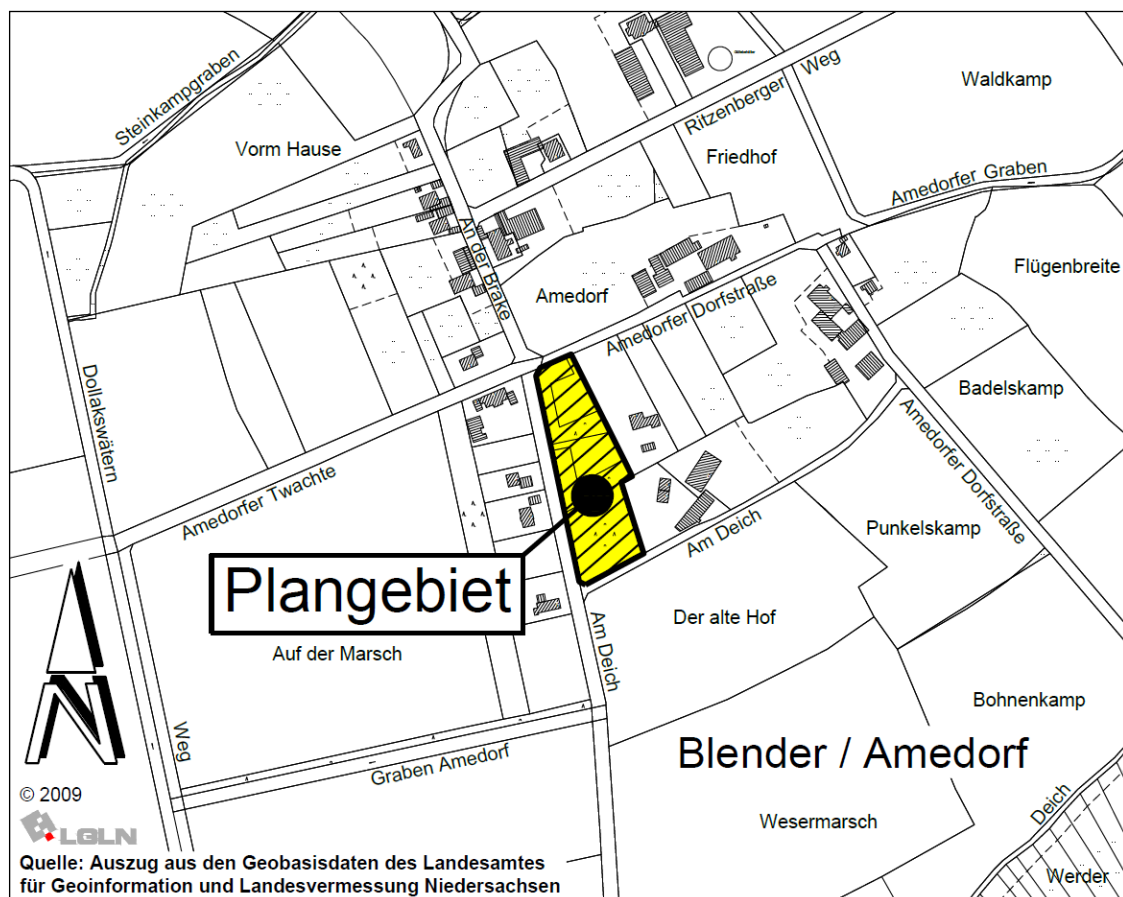 Steinkampgraben
Vorm Hause
Ritzenberger Weg
Waldkamp
Friedhof
Amedorfer Graben
Flügenbreite
An der Brake
Amedorf
Amedorfer Dorfstraße
Dollakswätern
Badelskamp
Amedorfer Dorfstraße
Amedorfer Twachte
Am Deich
Punkelskamp
Plangebiet
Der alte Hof
Am Deich
Auf der Marsch
Bohnenkamp
Weg
Graben Amedorf
Blender / Amedorf
N
© 2009
Wesermarsch
Deich
LGLN
Werder
Quelle: Auszug aus den Geobasisdaten des Landesamtes
für Geoinformation und Landesvermessung Niedersachsen